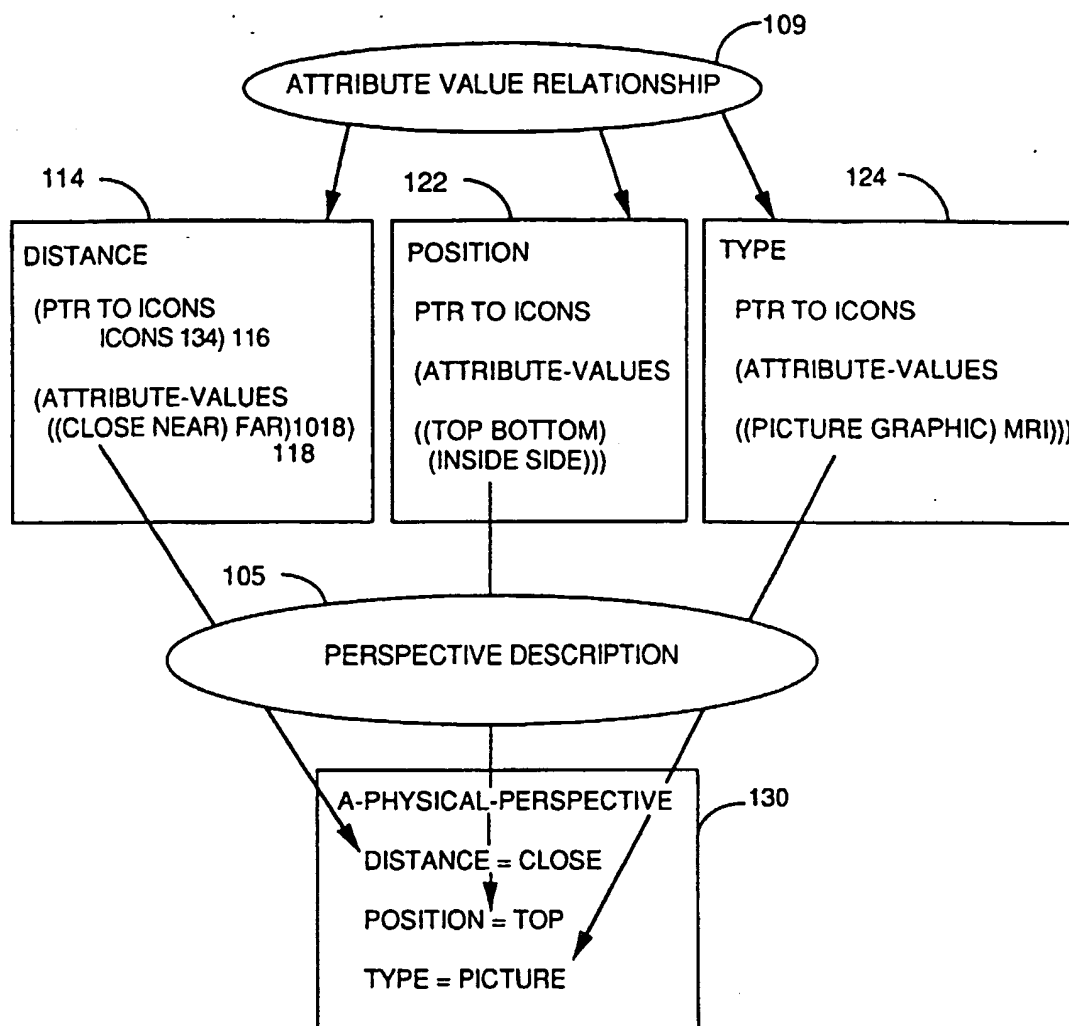 109
ATTRIBUTE VALUE RELATIONSHIP
114
122
124
DISTANCE
(PTR TO ICONS
ICONS 134) 116
(ATTRIBUTE-VALUES
((CLOSE NEAR) FAR)1018)
118
POSITION
PTR TO ICONS
(ATTRIBUTE-VALUES
((TOP BOTTOM)
(INSIDE SIDE)))
TYPE
PTR TO ICONS
(ATTRIBUTE-VALUES
((PICTURE GRAPHIC) MRI)))
105
PERSPECTIVE DESCRIPTION
A-PHYSICAL-PERSPECTIVE
130
DISTANCE = CLOSE
POSITION = TOP
TYPE = PICTURE